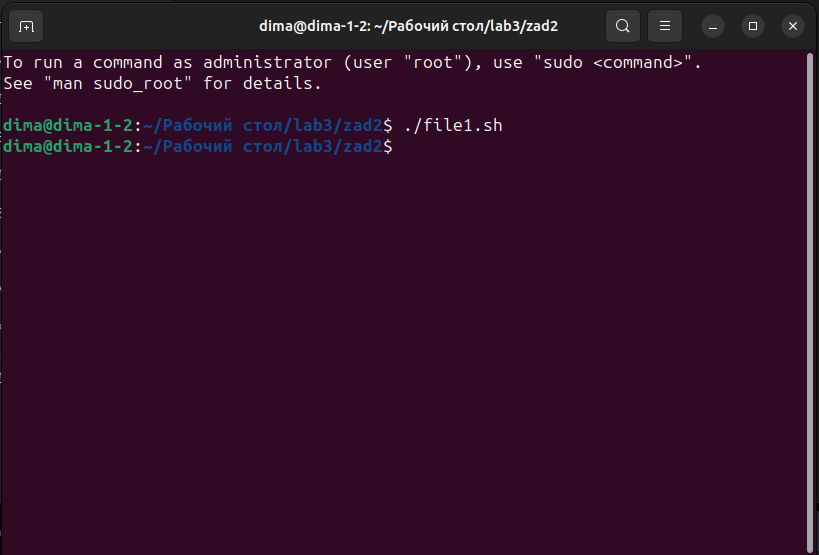 dima@dima-1-2: ~/Рабочий стол/lab3/zad2
To run a command as administrator (user "root"), use "sudo <command>".
See "man sudo_root" for details.
dima@dima-1-2:~/Рабочий стол/lab3/zad2$ ./file1.sh
dima@dima-1-2:~/Рабочий стол/lab3/zad2$